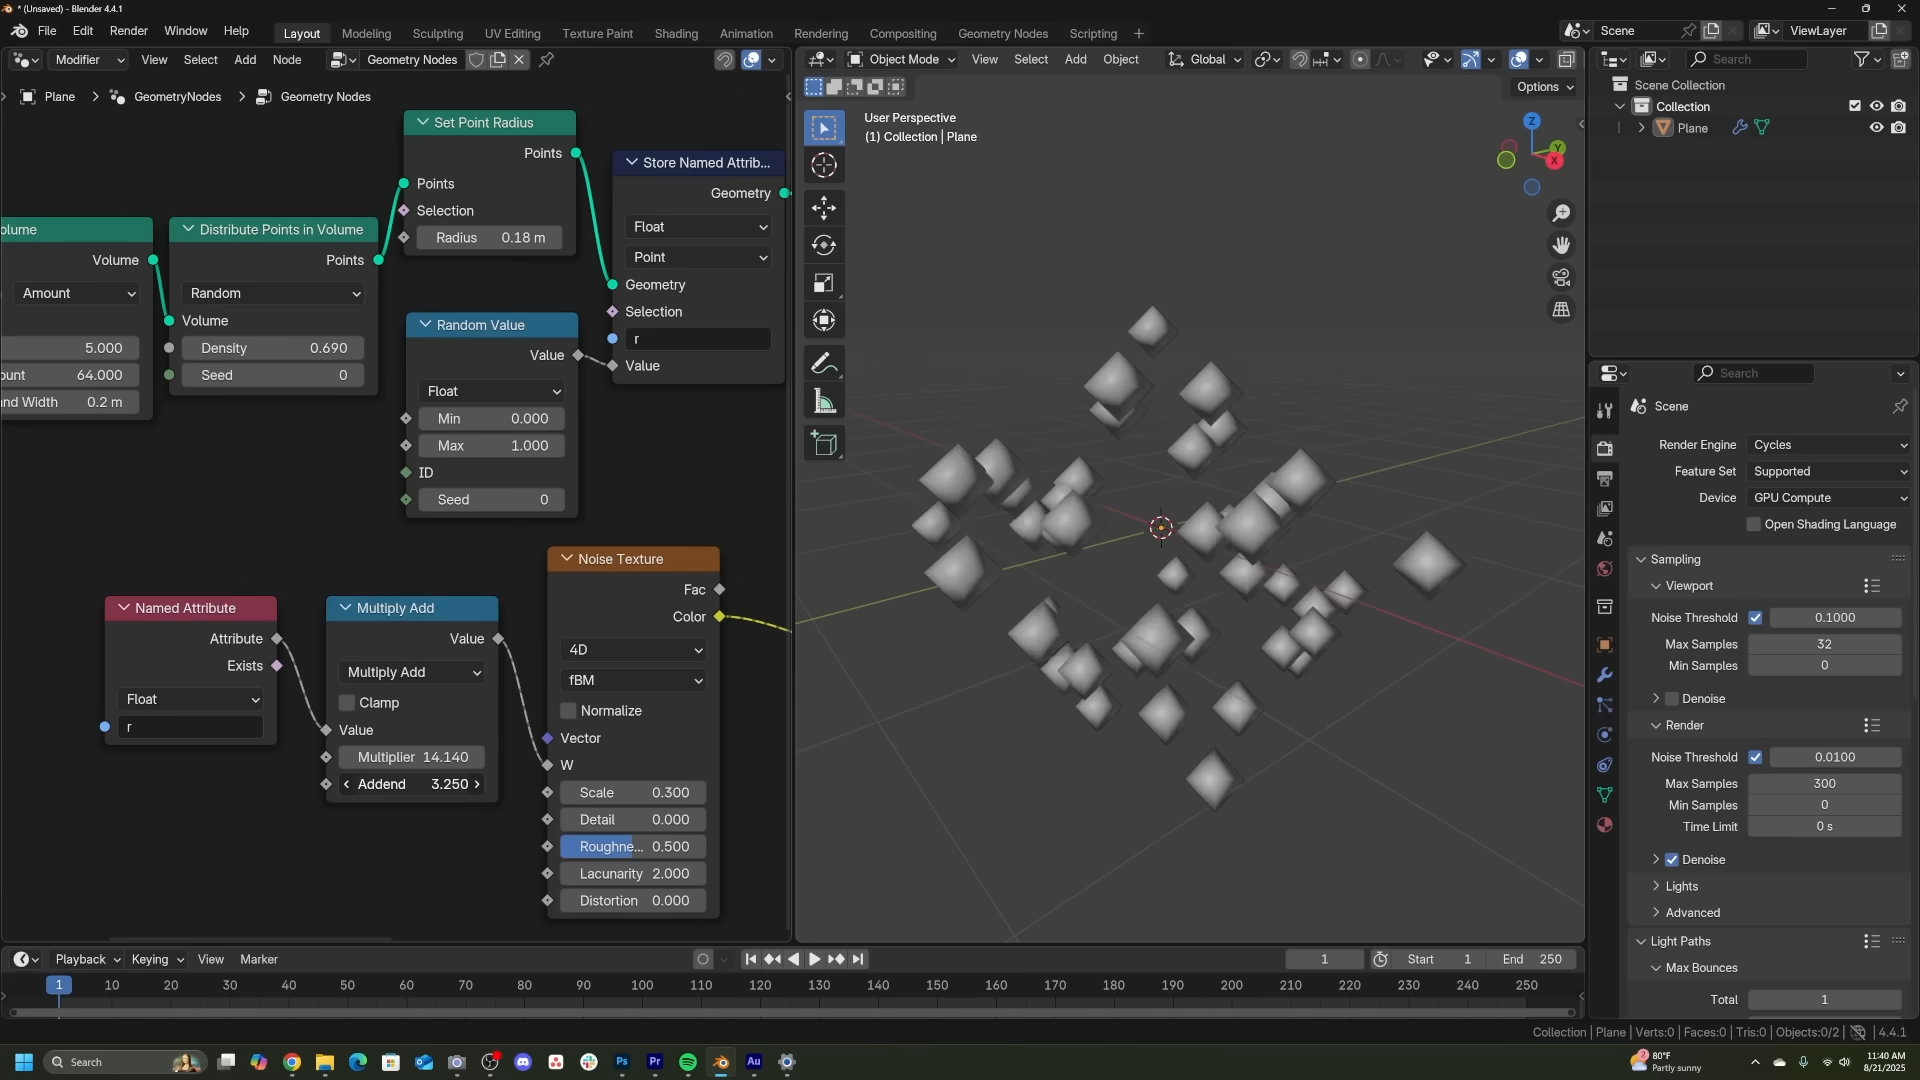 * (Unsaved) - Blender 4.4.1
File Edit Render Window Help
Layout Modeling Sculpting UV Editing Texture Paint Shading Animation Rendering Compositing Geometry Nodes Scripting +
Scene
ViewLayer
Modifier View Select Add Node Geometry Nodes
Object Mode View Select Add Object Global
Search
Plane > GeometryNodes > Geometry Nodes
Options
User Perspective
(1) Collection | Plane
Z
Y
X
Scene Collection
Collection
Plane
Set Point Radius
Points
Points
Selection
Radius 0.18 m
Store Named Attrib...
Geometry
Float
Point
Geometry
Selection
r
Value
olume
Volume
Amount
5.000
ount 64.000
nd Width 0.2 m
Distribute Points in Volume
Points
Random
Volume
Density 0.690
Seed 0
Random Value
Value
Float
Min 0.000
Max 1.000
ID
Seed 0
Named Attribute
Attribute
Exists
Float
r
Multiply Add
Value
Multiply Add
Clamp
Value
Multiplier 14.140
Addend 3.250
Noise Texture
Fac
Color
4D
fBM
Normalize
Vector
W
Scale 0.300
Detail 0.000
Roughne... 0.500
Lacunarity 2.000
Distortion 0.000
Search
Scene
Render Engine Cycles
Feature Set Supported
Device GPU Compute
Open Shading Language
Sampling
Viewport
Noise Threshold 0.1000
Max Samples 32
Min Samples 0
Denoise
Render
Noise Threshold 0.0100
Max Samples 300
Min Samples 0
Time Limit 0 s
Denoise
Lights
Advanced
Light Paths
Max Bounces
Total 1
Playback Keying View Marker
1 Start 1 End 250
1 10 20 30 40 50 60 70 80 90 100 110 120 130 140 150 160 170 180 190 200 210 220 230 240 250
Collection | Plane | Verts:0 | Faces:0 | Tris:0 | Objects:0/2 | 4.4.1
Search
Ps
Pr
Au
80°F
Partly sunny
11:40 AM
8/21/2025